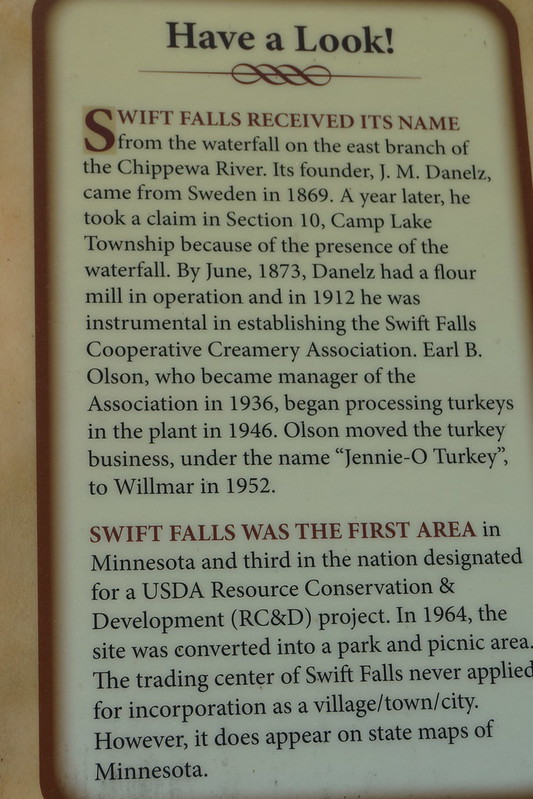 Have a Look!
SWIFT FALLS RECEIVED ITS NAME
from the waterfall on the east branch of
the Chippewa River. Its founder, J. M. Danelz,
came from Sweden in 1869. A year later, he
took a claim in Section 10, Camp Lake
Township because of the presence of the
waterfall. By June, 1873, Danelz had a flour
mill in operation and in 1912 he was
instrumental in establishing the Swift Falls
Cooperative Creamery Association. Earl B.
Olson, who became manager of the
Association in 1936, began processing turkeys
in the plant in 1946. Olson moved the turkey
business, under the name “Jennie-O Turkey”,
to Willmar in 1952.
SWIFT FALLS WAS THE FIRST AREA in
Minnesota and third in the nation designated
for a USDA Resource Conservation &
Development (RC&D) project. In 1964, the
site was converted into a park and picnic area.
The trading center of Swift Falls never applied
for incorporation as a village/town/city.
However, it does appear on state maps of
Minnesota.